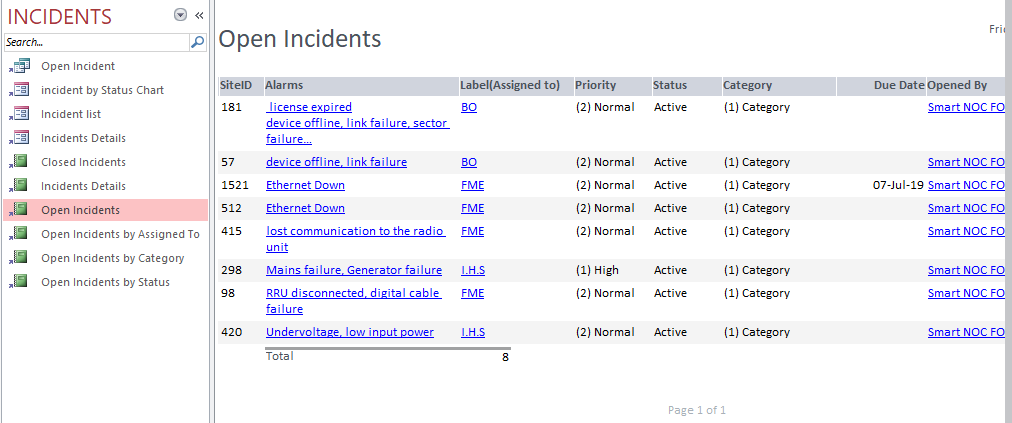 INCIDENTS
«
Search...
Open Incident
incident by Status Chart
Incident list
Incidents Details
Closed Incidents
Incidents Details
Open Incidents
Open Incidents by Assigned To
Open Incidents by Category
Open Incidents by Status
Open Incidents
SiteID Alarms Label(Assigned to) Priority Status Category Due Date Opened By
181 license expired BO (2) Normal Active (1) Category Smart NOC FO
device offline, link failure, sector
failure...
57 device offline, link failure BO (2) Normal Active (1) Category Smart NOC FO
1521 Ethernet Down FME (2) Normal Active (1) Category 07-Jul-19 Smart NOC FO
512 Ethernet Down FME (2) Normal Active (1) Category Smart NOC FO
415 lost communication to the radio FME (2) Normal Active (1) Category Smart NOC FO
unit
298 Mains failure, Generator failure I.H.S (1) High Active (1) Category Smart NOC FO
98 RRU disconnected, digital cable FME (2) Normal Active (1) Category Smart NOC FO
failure
420 Undervoltage, low input power I.H.S (2) Normal Active (1) Category Smart NOC FO
Total 8
Page 1 of 1